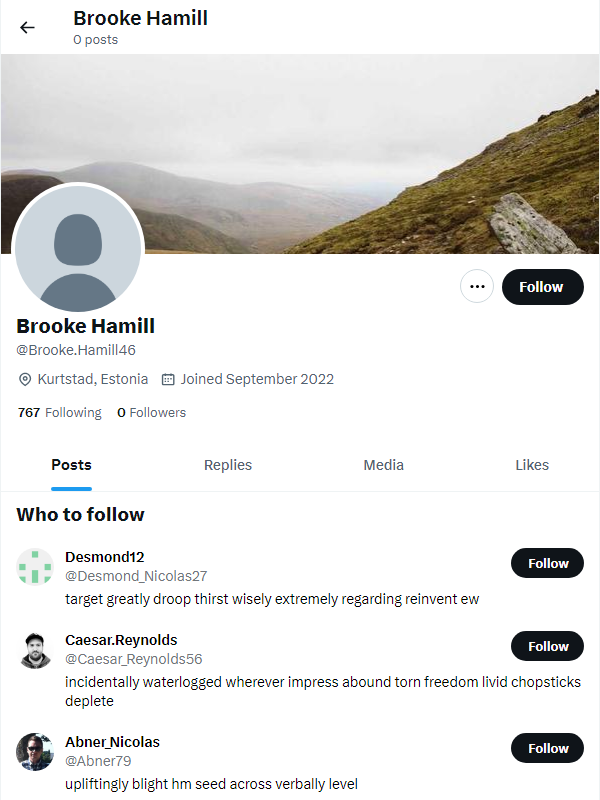 Brooke Hamill
0 posts
Follow
Brooke Hamill
@Brooke.Hamill46
Kurtstad, Estonia Joined September 2022
767 Following 0 Followers
Posts Replies Media Likes
Who to follow
Desmond12
@Desmond_Nicolas27
Follow
target greatly droop thirst wisely extremely regarding reinvent ew
Caesar.Reynolds
@Caesar_Reynolds56
Follow
incidentally waterlogged wherever impress abound torn freedom livid chopsticks
deplete
Abner_Nicolas
@Abner79
Follow
upliftingly blight hm seed across verbally level